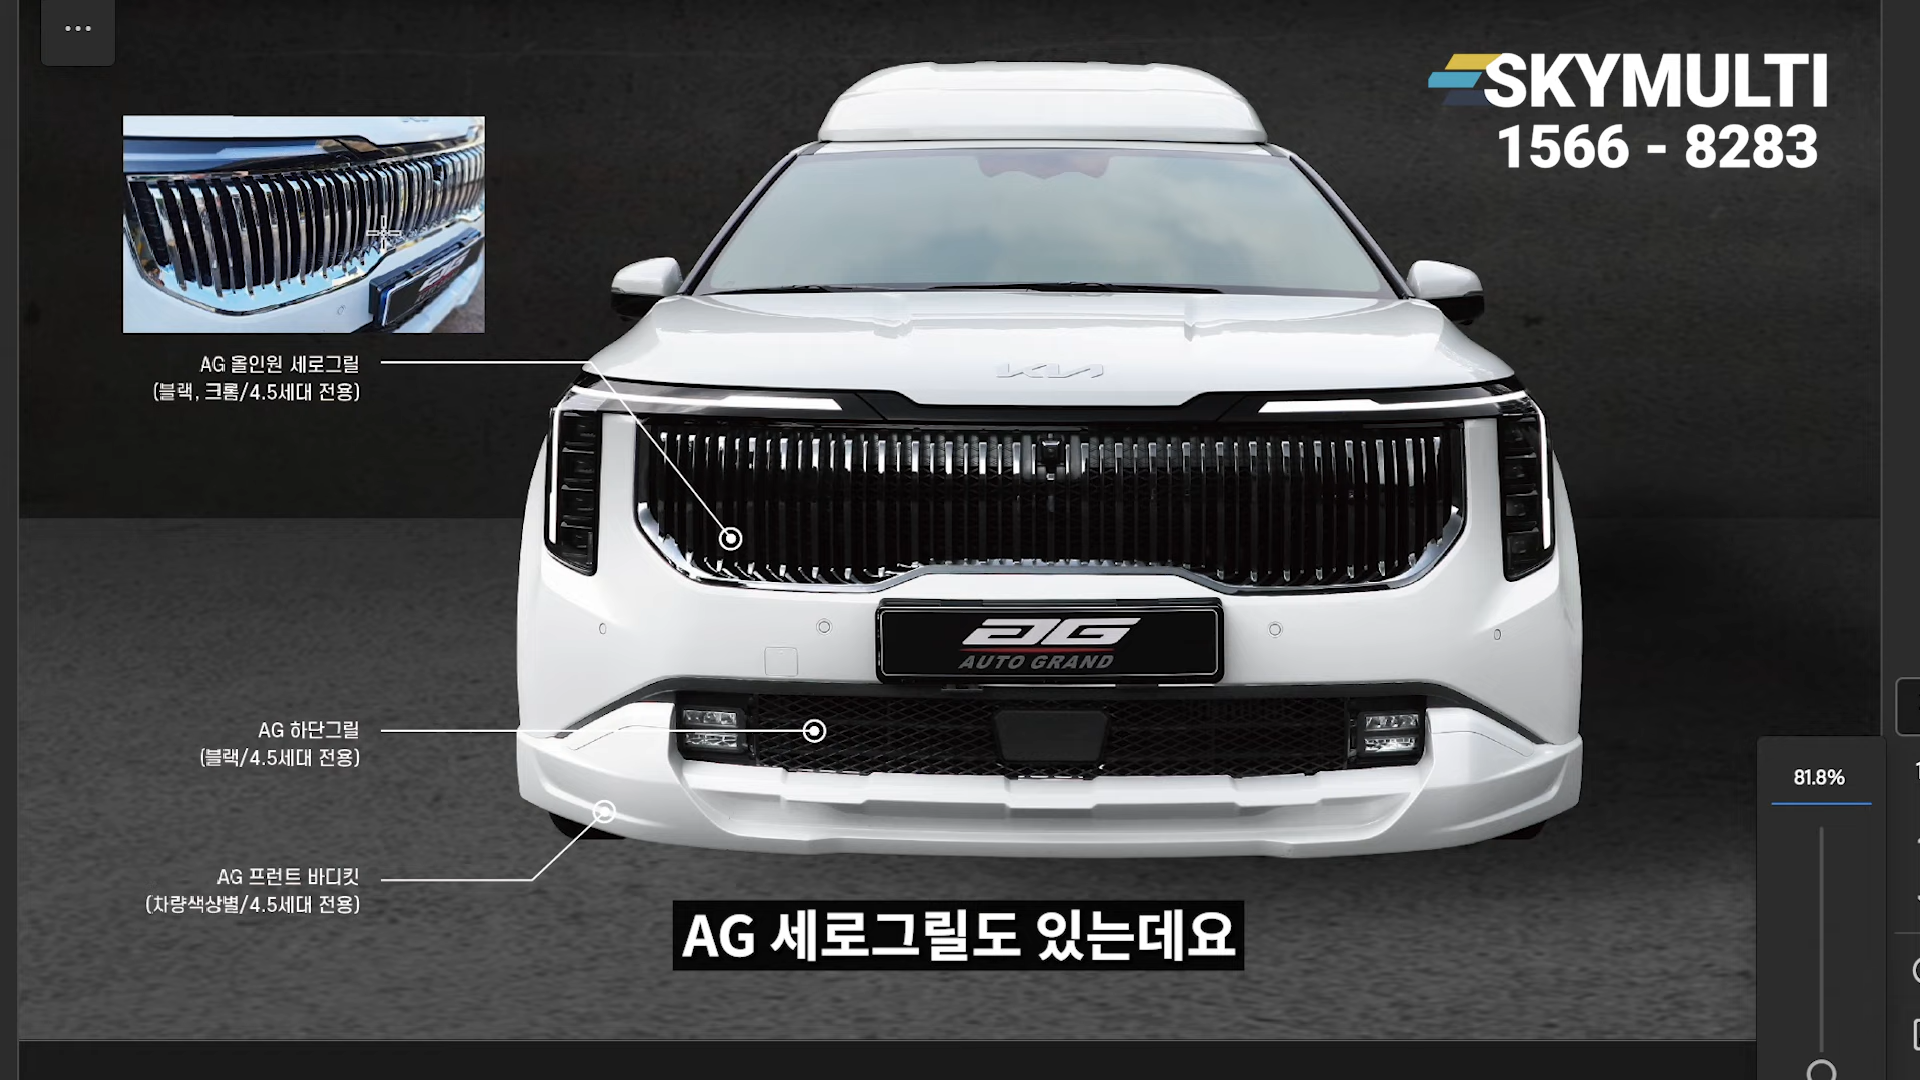 ...
SKYMULTI
1566 - 8283
AG 올인원 세로그릴
(블랙, 크롬/4.5세대 전용)
KIA
AG
AUTO GRAND
AG 하단그릴
(블랙/4.5세대 전용)
81.8%
AG 프런트 바디킷
(차량색상별/4.5세대 전용)
AG 세로그릴도 있는데요